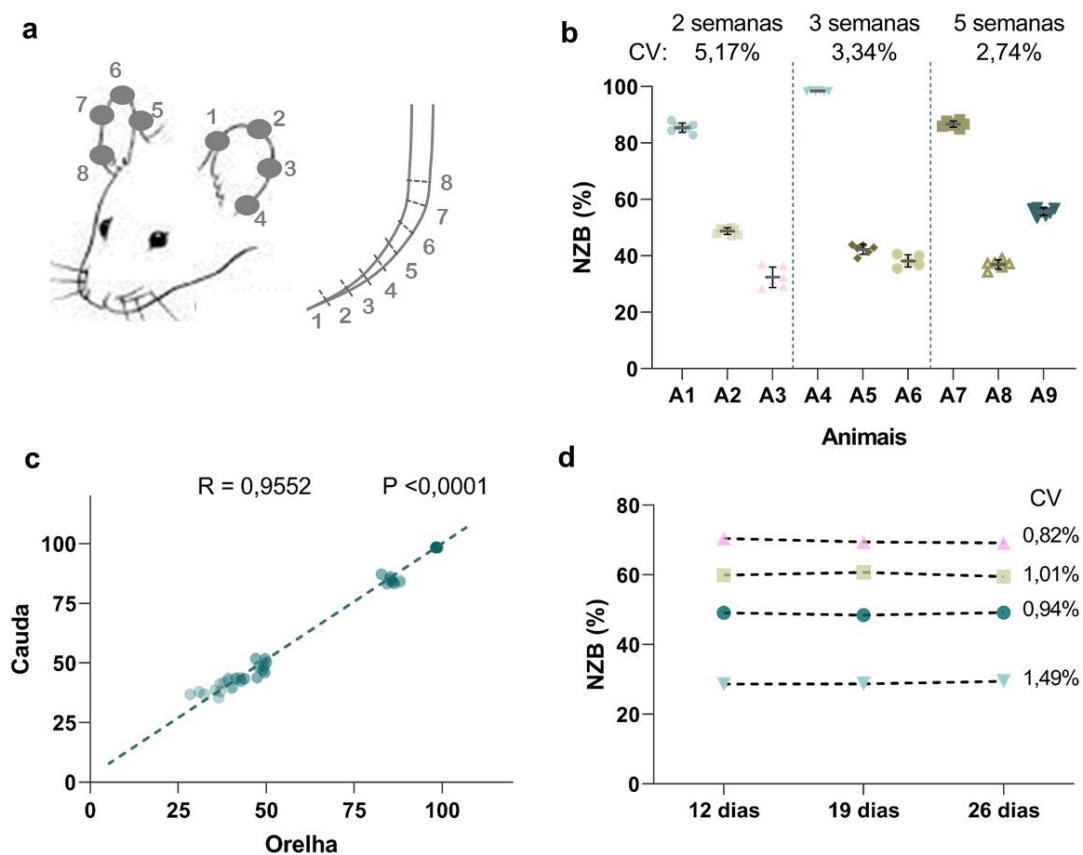 a
6
7
5
8
1
2
3
4
8
7
6
5
4
3
2
1
b
2 semanas 3 semanas 5 semanas
CV: 5,17% 3,34% 2,74%
100
80
60
40
20
0
NZB (%)
A1 A2 A3 A4 A5 A6 A7 A8 A9
Animais
c
R = 0,9552 P <0,0001
100
75
50
25
0
Cauda
0 25 50 75 100
Orelha
d
CV
80
60
40
20
0
NZB (%)
0,82%
1,01%
0,94%
1,49%
12 dias 19 dias 26 dias